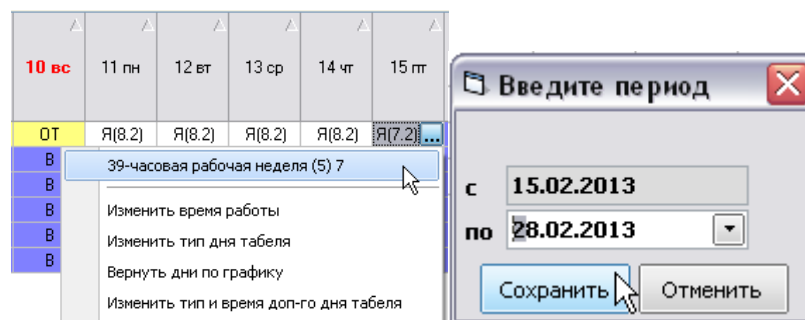 10 вс 11 пн 12 вт 13 ср 14 чт 15 пт
ОТ Я(8.2) Я(8.2) Я(8.2) Я(8.2) Я(7.2) ...
В
В
В
В
В
39-часовая рабочая неделя (5) 7
Изменить время работы
Изменить тип дня табеля
Вернуть дни по графику
Изменить тип и время доп-го дня табеля
Введите период
с 15.02.2013
по 28.02.2013
Сохранить Отменить